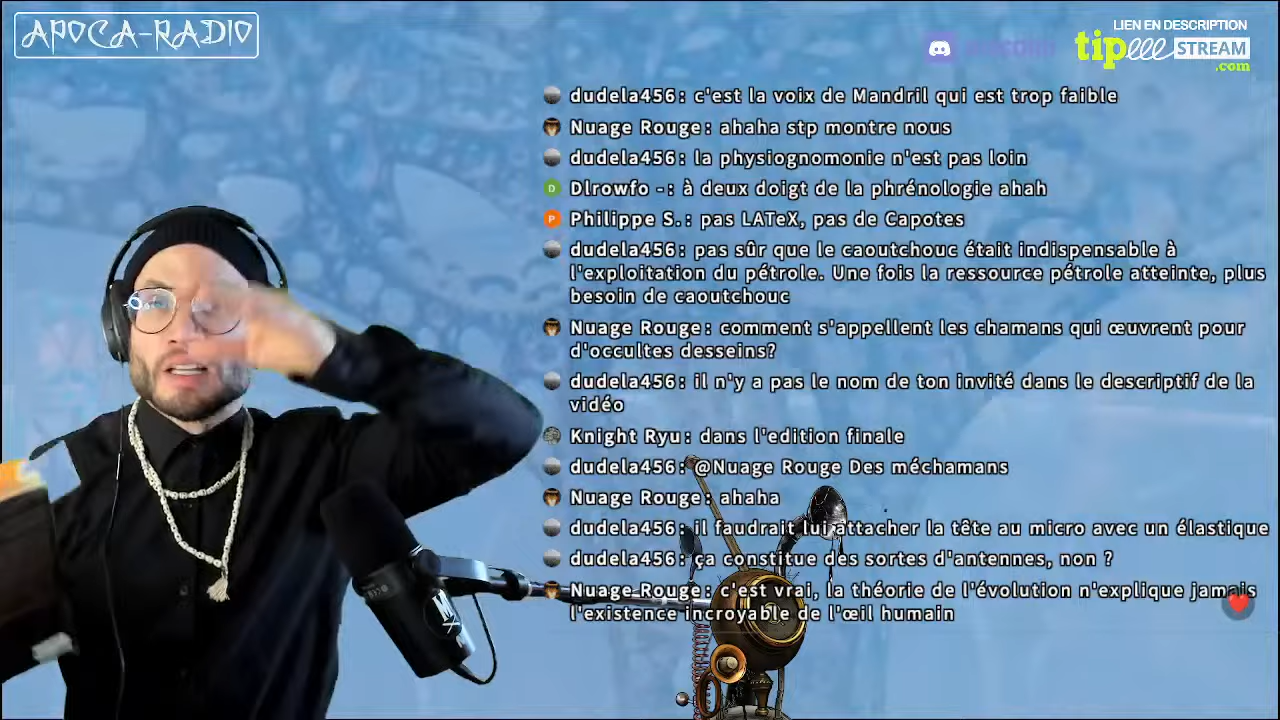 APOCA-RADIO
LIEN EN DESCRIPTION
tipeee STREAM
.com
dudela456: c'est la voix de Mandril qui est trop faible
Nuage Rouge: ahaha stp montre nous
dudela456: la physiognomonie n'est pas loin
D Dlrowfo -: à deux doigt de la phrénologie ahah
P Philippe S.: pas LATeX, pas de Capotes
dudela456: pas sûr que le caoutchouc était indispensable à
l'exploitation du pétrole. Une fois la ressource pétrole atteinte, plus
besoin de caoutchouc
Nuage Rouge: comment s'appellent les chamans qui œuvrent pour
d'occultes desseins?
dudela456: il n'y a pas le nom de ton invité dans le descriptif de la
vidéo
Knight Ryu: dans l'edition finale
dudela456: @Nuage Rouge Des méchamans
Nuage Rouge: ahaha
dudela456: il faudrait lui attacher la tête au micro avec un élastique
dudela456: ça constitue des sortes d'antennes, non ?
Nuage Rouge: c'est vrai, la théorie de l'évolution n'explique jamais
l'existence incroyable de l'œil humain